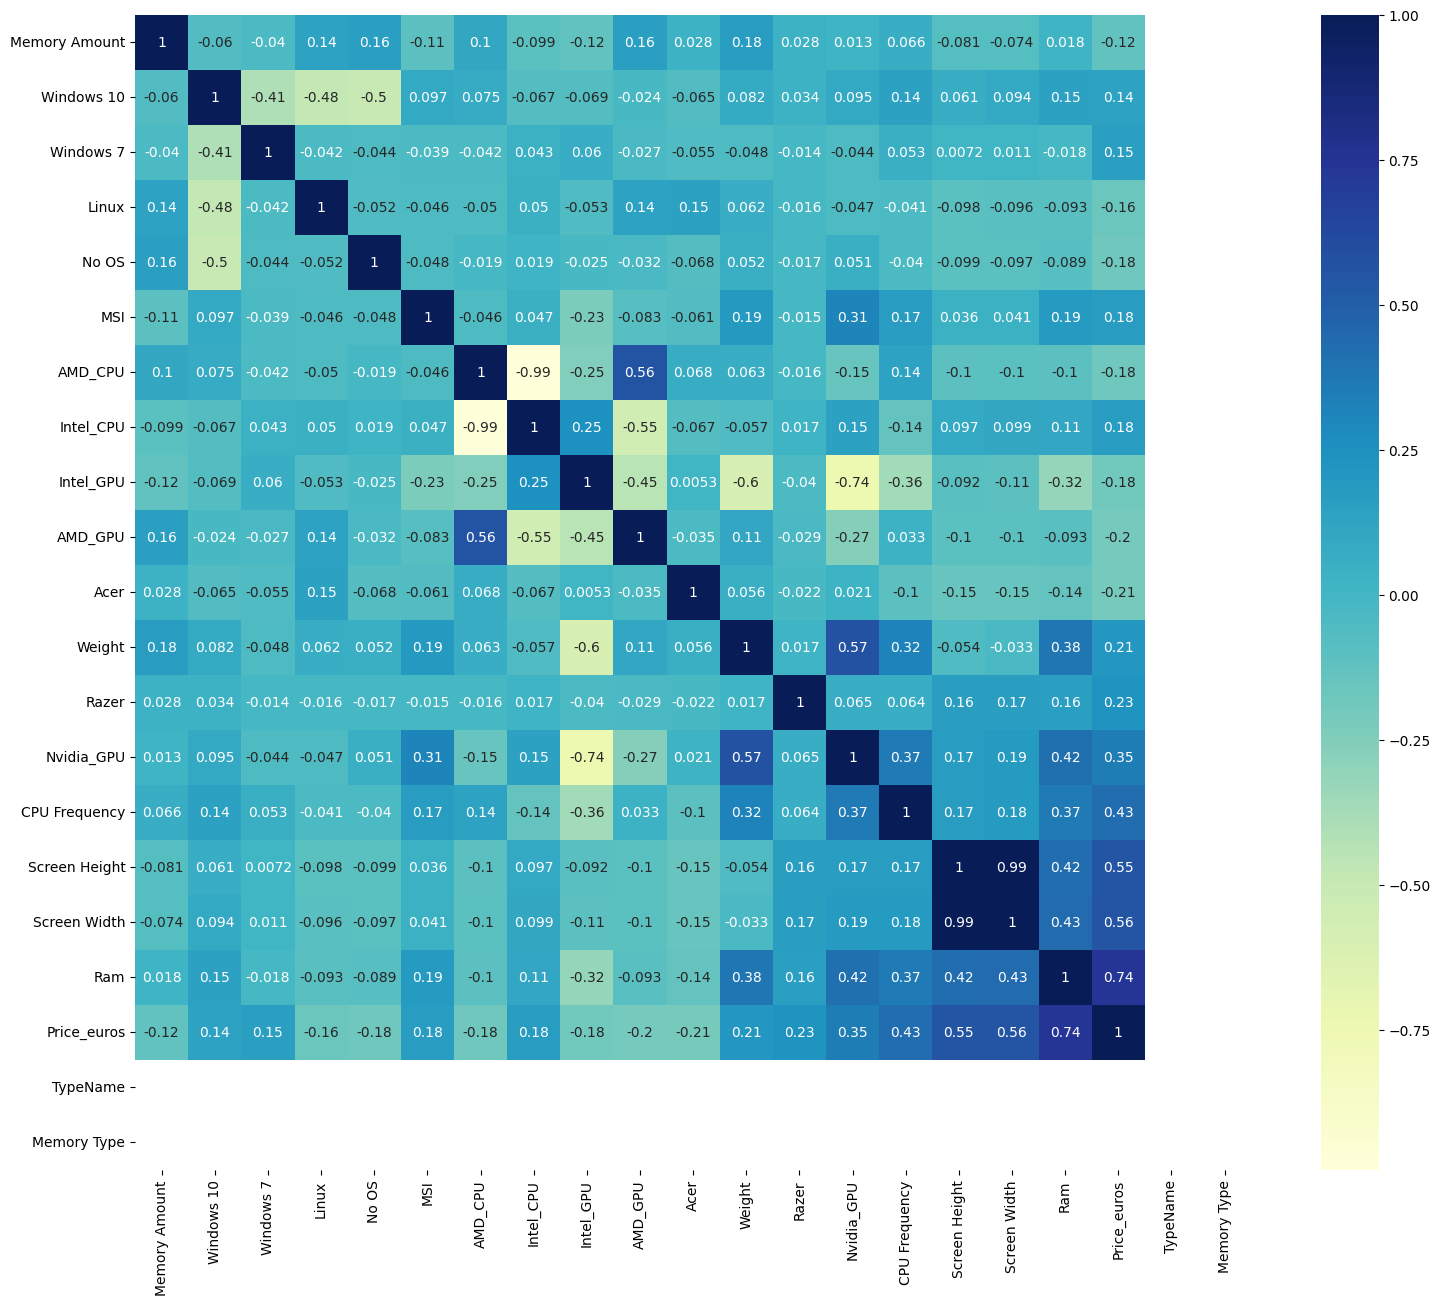 Memory Amount 1 -0.06 -0.04 0.14 0.16 -0.11 0.1 -0.099 -0.12 0.16 0.028 0.18 0.028 0.013 0.066 -0.081 -0.074 0.018 -0.12
Windows 10 -0.06 1 -0.41 -0.48 -0.5 0.097 0.075 -0.067 -0.069 -0.024 -0.065 0.082 0.034 0.095 0.14 0.061 0.094 0.15 0.14
Windows 7 -0.04 -0.41 1 -0.042 -0.044 -0.039 -0.042 0.043 0.06 -0.027 -0.055 -0.048 -0.014 -0.044 0.053 0.0072 0.011 -0.018 0.15
Linux 0.14 -0.48 -0.042 1 -0.052 -0.046 -0.05 0.05 -0.053 0.14 0.15 0.062 -0.016 -0.047 -0.041 -0.098 -0.096 -0.093 -0.16
No OS 0.16 -0.5 -0.044 -0.052 1 -0.048 -0.019 0.019 -0.025 -0.032 -0.068 0.052 -0.017 0.051 -0.04 -0.099 -0.097 -0.089 -0.18
MSI -0.11 0.097 -0.039 -0.046 -0.048 1 -0.046 0.047 -0.23 -0.083 -0.061 0.19 -0.015 0.31 0.17 0.036 0.041 0.19 0.18
AMD_CPU 0.1 0.075 -0.042 -0.05 -0.019 -0.046 1 -0.99 -0.25 0.56 0.068 0.063 -0.016 -0.15 0.14 -0.1 -0.1 -0.1 -0.18
Intel_CPU -0.099 -0.067 0.043 0.05 0.019 0.047 -0.99 1 0.25 -0.55 -0.067 -0.057 0.017 0.15 -0.14 0.097 0.099 0.11 0.18
Intel_GPU -0.12 -0.069 0.06 -0.053 -0.025 -0.23 -0.25 0.25 1 -0.45 0.0053 -0.6 -0.04 -0.74 -0.36 -0.092 -0.11 -0.32 -0.18
AMD_GPU 0.16 -0.024 -0.027 0.14 -0.032 -0.083 0.56 -0.55 -0.45 1 -0.035 0.11 -0.029 -0.27 0.033 -0.1 -0.1 -0.093 -0.2
Acer 0.028 -0.065 -0.055 0.15 -0.068 -0.061 0.068 -0.067 0.0053 -0.035 1 0.056 -0.022 0.021 -0.1 -0.15 -0.15 -0.14 -0.21
Weight 0.18 0.082 -0.048 0.062 0.052 0.19 0.063 -0.057 -0.6 0.11 0.056 1 0.017 0.57 0.32 -0.054 -0.033 0.38 0.21
Razer 0.028 0.034 -0.014 -0.016 -0.017 -0.015 -0.016 0.017 -0.04 -0.029 -0.022 0.017 1 0.065 0.064 0.16 0.17 0.16 0.23
Nvidia_GPU 0.013 0.095 -0.044 -0.047 0.051 0.31 -0.15 0.15 -0.74 -0.27 0.021 0.57 0.065 1 0.37 0.17 0.19 0.42 0.35
CPU Frequency 0.066 0.14 0.053 -0.041 -0.04 0.17 0.14 -0.14 -0.36 0.033 -0.1 0.32 0.064 0.37 1 0.17 0.18 0.37 0.43
Screen Height -0.081 0.061 0.0072 -0.098 -0.099 0.036 -0.1 0.097 -0.092 -0.1 -0.15 -0.054 0.16 0.17 0.17 1 0.99 0.42 0.55
Screen Width -0.074 0.094 0.011 -0.096 -0.097 0.041 -0.1 0.099 -0.11 -0.1 -0.15 -0.033 0.17 0.19 0.18 0.99 1 0.43 0.56
Ram 0.018 0.15 -0.018 -0.093 -0.089 0.19 -0.1 0.11 -0.32 -0.093 -0.14 0.38 0.16 0.42 0.37 0.42 0.43 1 0.74
Price_euros -0.12 0.14 0.15 -0.16 -0.18 0.18 -0.18 0.18 -0.18 -0.2 -0.21 0.21 0.23 0.35 0.43 0.55 0.56 0.74 1
TypeName
Memory Type
Memory Amount
Windows 10
Windows 7
Linux
No OS
MSI
AMD_CPU
Intel_CPU
Intel_GPU
AMD_GPU
Acer
Weight
Razer
Nvidia_GPU
CPU Frequency
Screen Height
Screen Width
Ram
Price_euros
TypeName
Memory Type
1.00
0.75
0.50
0.25
0.00
−0.25
−0.50
−0.75